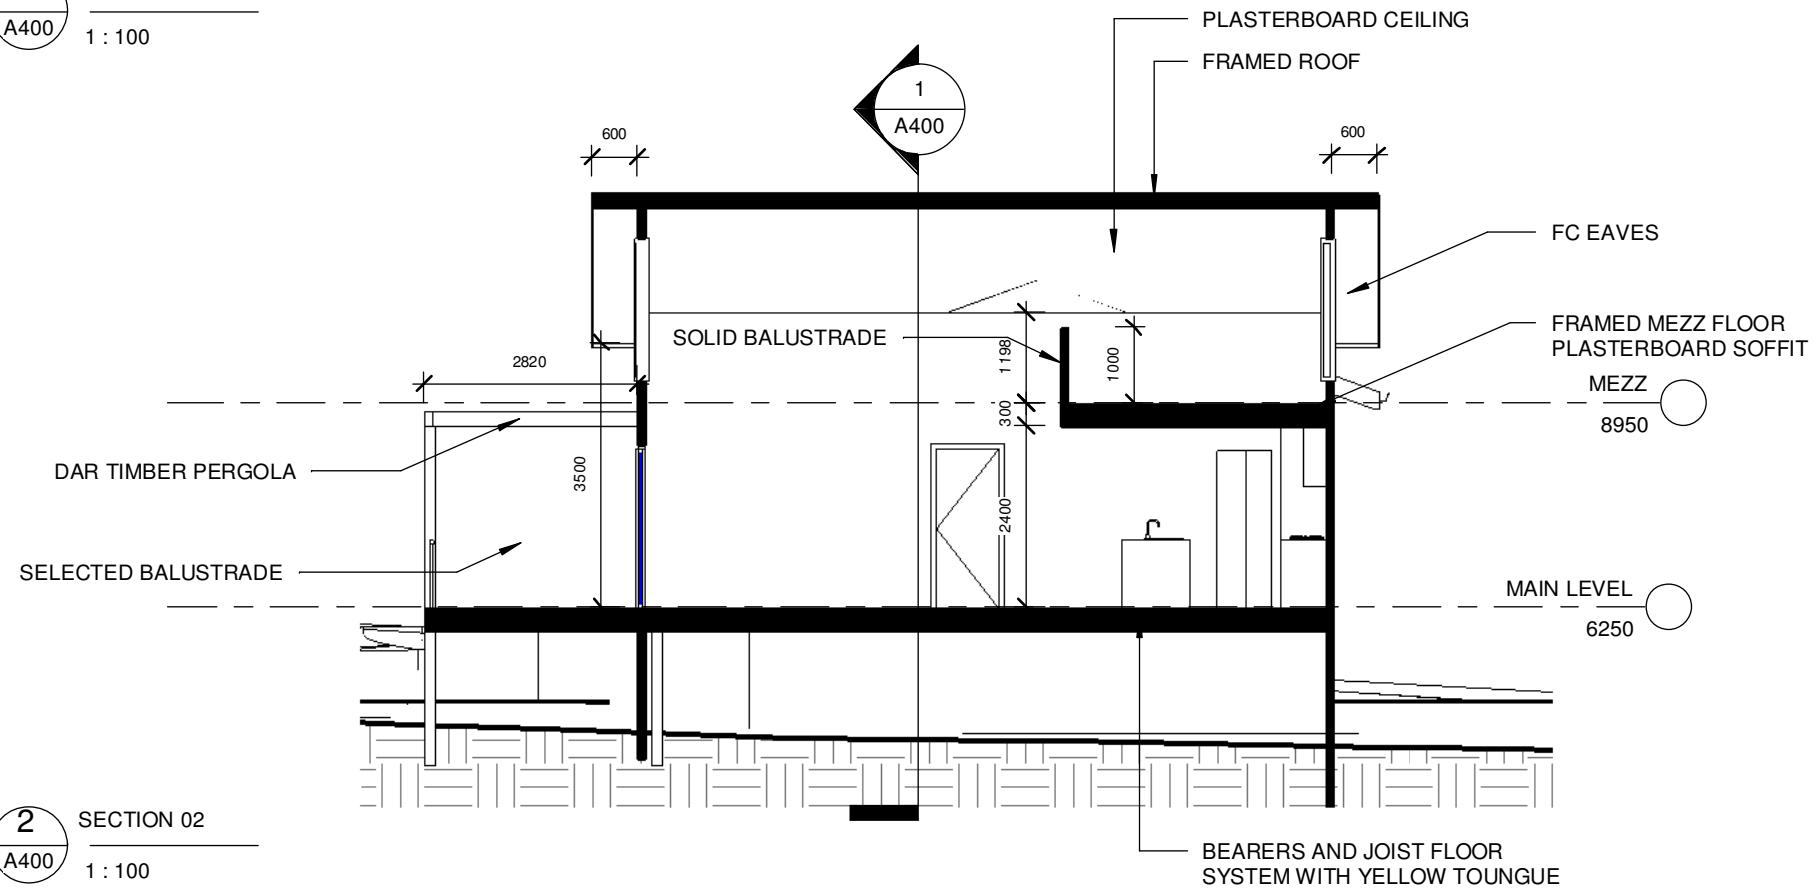 A400
1 : 100
PLASTERBOARD CEILING
FRAMED ROOF
1
A400
600
600
FC EAVES
SOLID BALUSTRADE
FRAMED MEZZ FLOOR
PLASTERBOARD SOFFIT
1198
1000
2820
MEZZ
8950
300
DAR TIMBER PERGOLA
3500
2400
SELECTED BALUSTRADE
MAIN LEVEL
6250
2
A400
SECTION 02
1 : 100
BEARERS AND JOIST FLOOR
SYSTEM WITH YELLOW TOUNGUE